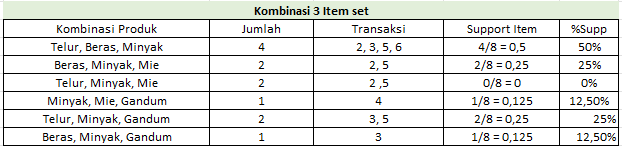 Kombinasi 3 Item set
Kombinasi Produk Jumlah Transaksi Support Item %Supp
Telur, Beras, Minyak 4 2, 3, 5, 6 4/8 = 0,5 50%
Beras, Minyak, Mie 2 2, 5 2/8 = 0,25 25%
Telur, Minyak, Mie 2 2 ,5 0/8 = 0 0%
Minyak, Mie, Gandum 1 4 1/8 = 0,125 12,50%
Telur, Minyak, Gandum 2 3, 5 2/8 = 0,25 25%
Beras, Minyak, Gandum 1 3 1/8 = 0,125 12,50%